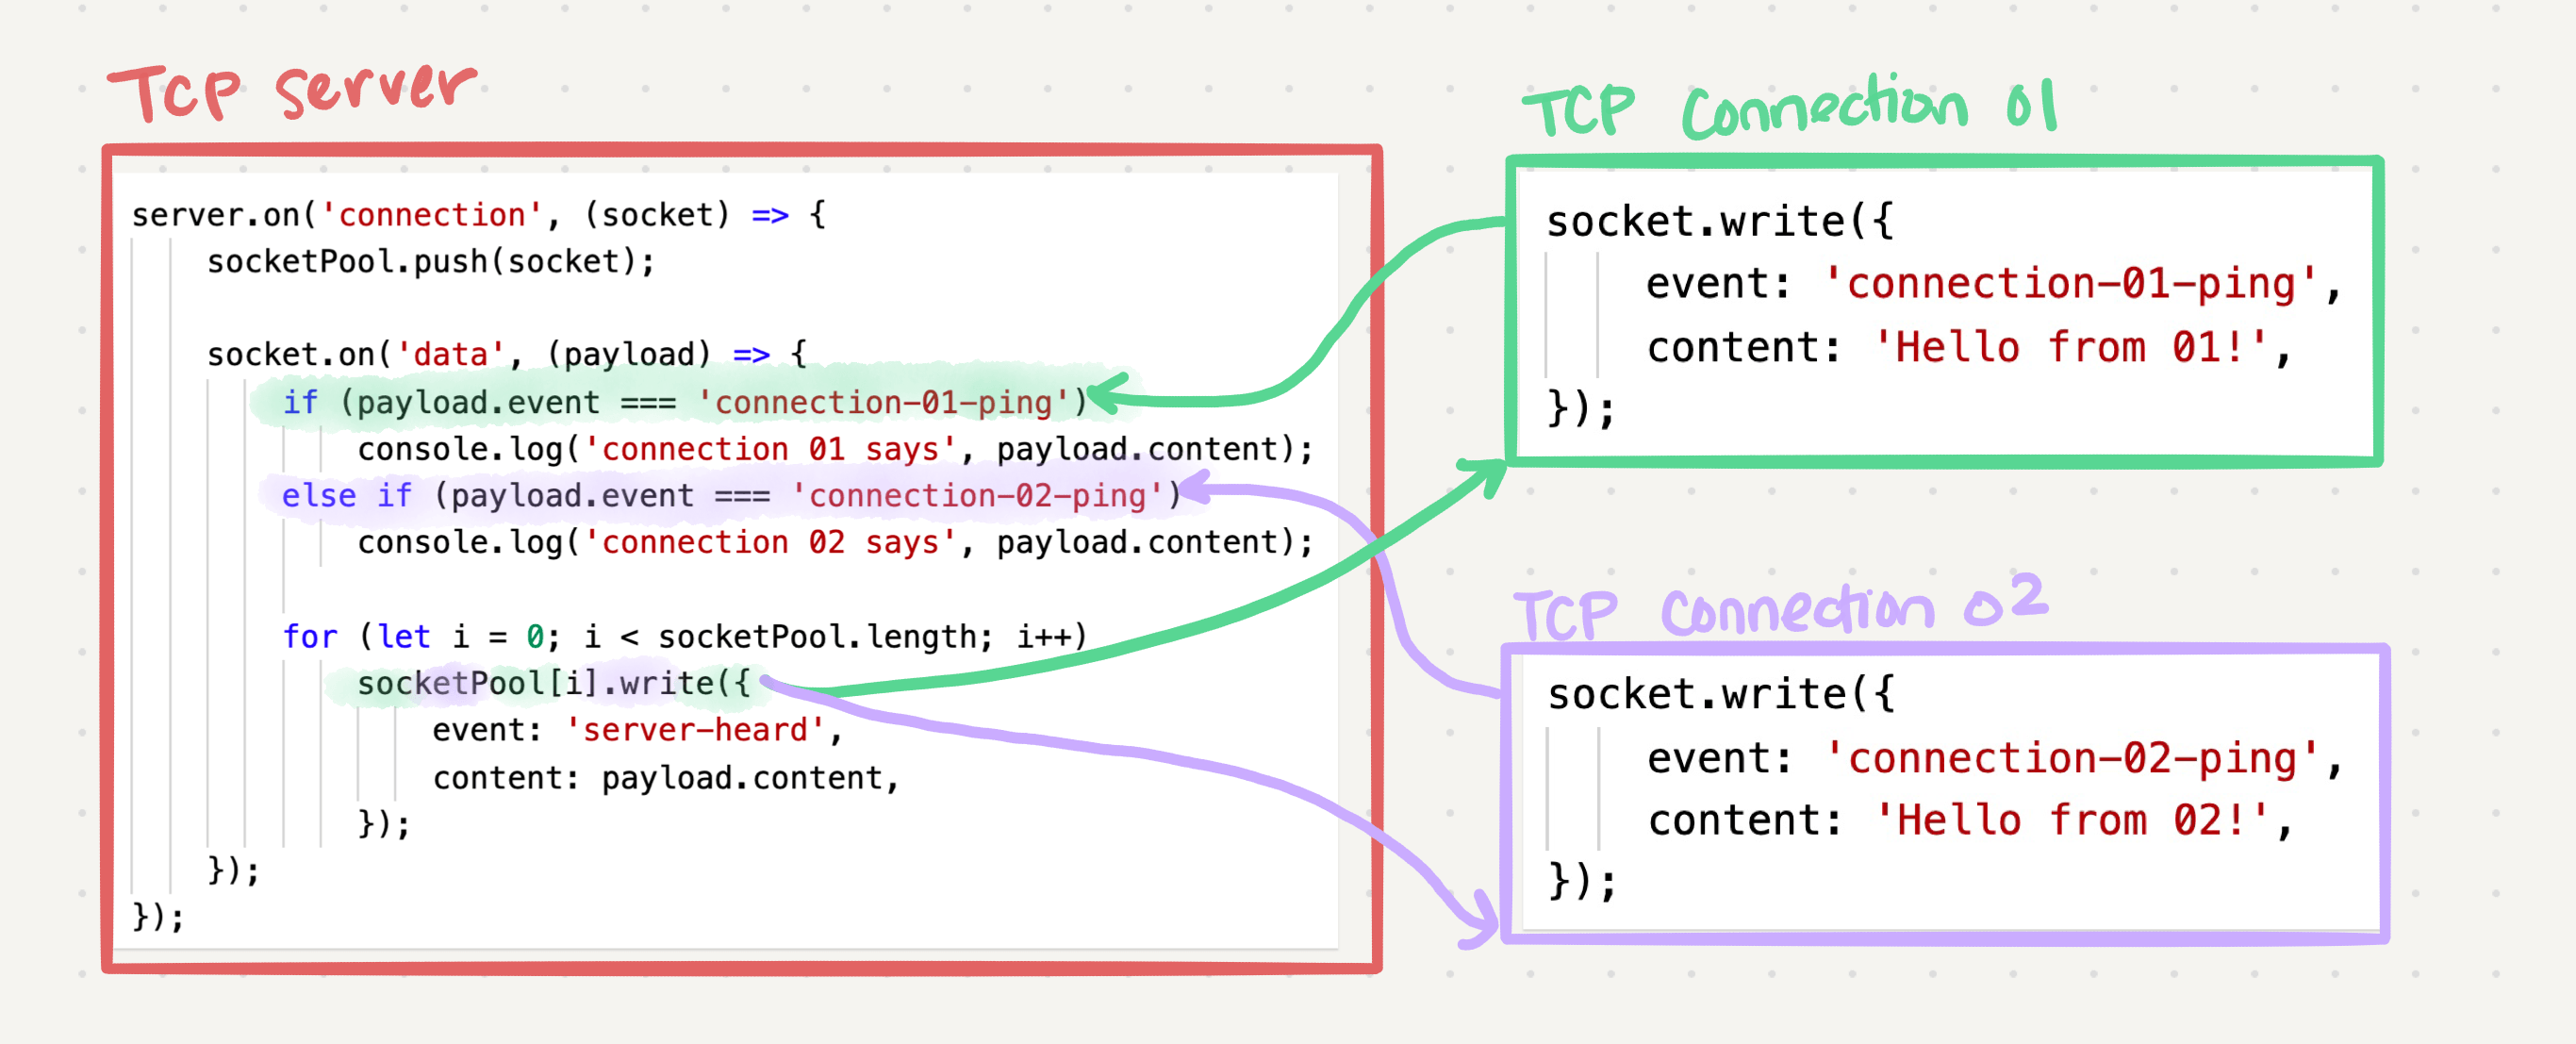 Tcp server
server.on('connection', (socket) => {
socketPool.push(socket);
socket.on('data', (payload) => {
if (payload.event === 'connection-01-ping')
console.log('connection 01 says', payload.content);
else if (payload.event === 'connection-02-ping')
console.log('connection 02 says', payload.content);
for (let i = 0; i < socketPool.length; i++)
socketPool[i].write({
event: 'server-heard',
content: payload.content,
});
});
});
TCP Connection 01
socket.write({
event: 'connection-01-ping',
content: 'Hello from 01!',
});
TCP Connection 02
socket.write({
event: 'connection-02-ping',
content: 'Hello from 02!',
});